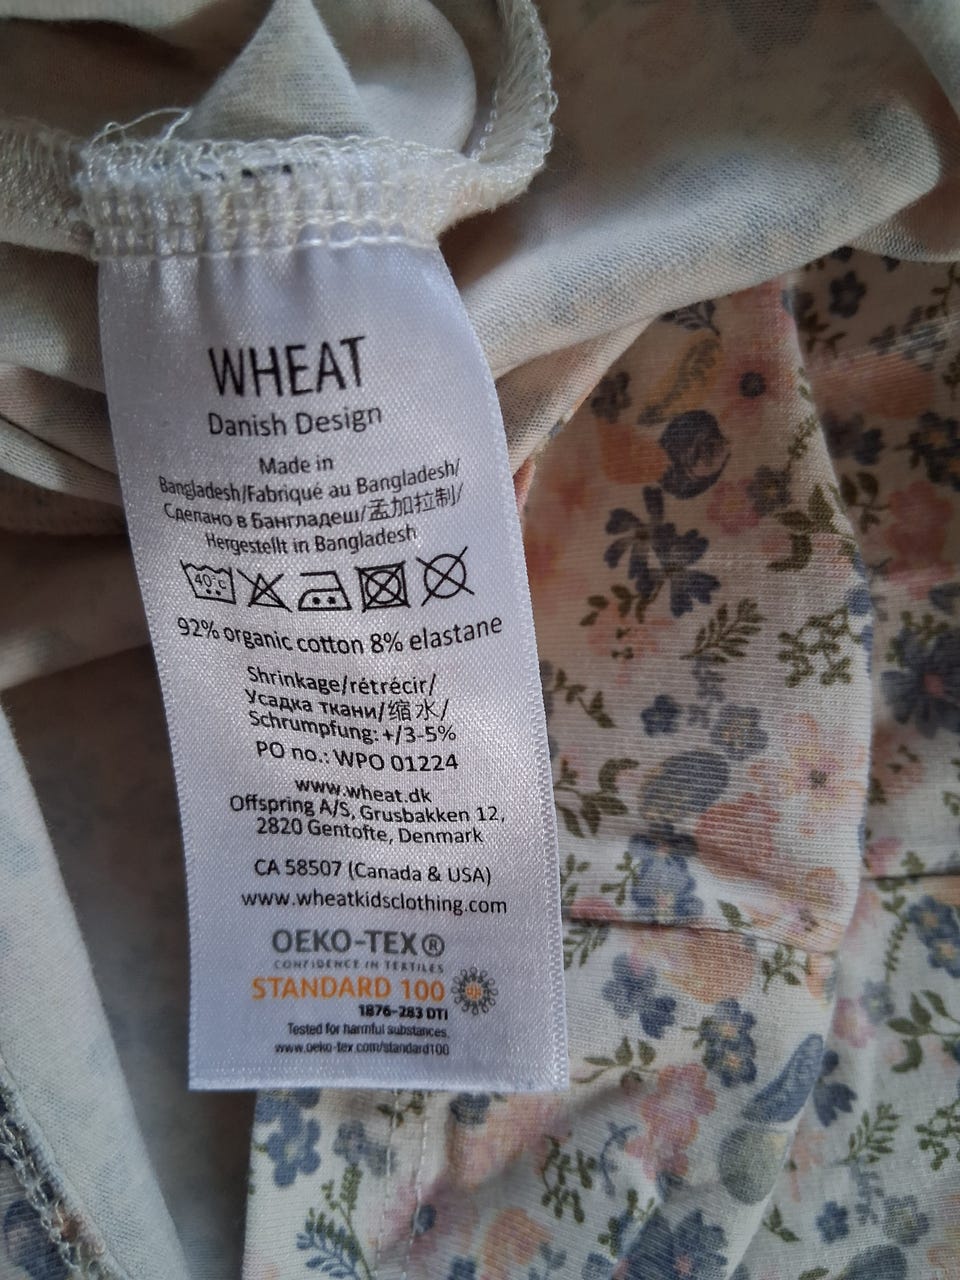 WHEAT
Danish Design
Made in
Bangladesh/Fabriqué au Bangladesh/
Сделано в Бангладеш/孟加拉制/
Hergestellt in Bangladesh
40°C
92% organic cotton 8% elastane
Shrinkage/rétrécir/
Усадка ткани/缩水/
Schrumpfung: +/3-5%
PO no.: WPO 01224
www.wheat.dk
Offspring A/S, Grusbakken 12,
2820 Gentofte, Denmark
CA 58507 (Canada & USA)
www.wheatkidsclothing.com
OEKO-TEX®
CONFIDENCE IN TEXTILES
STANDARD 100
1876-283 DTI
Tested for harmful substances.
www.oeko-tex.com/standard100